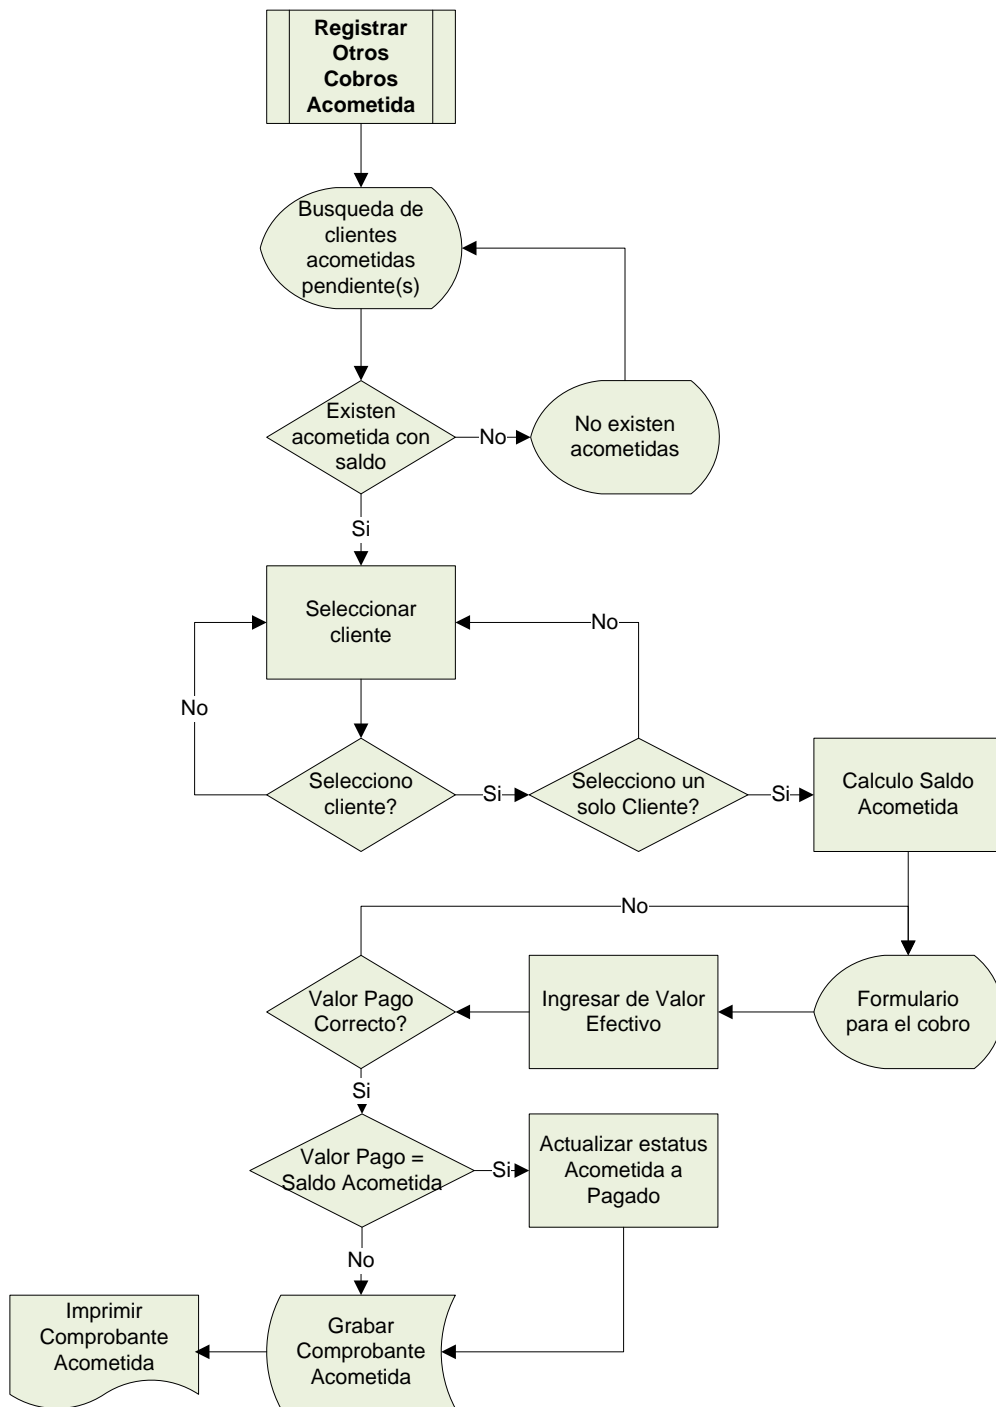 Registrar
Otros
Cobros
Acometida
Busqueda de
clientes
acometidas
pendiente(s)
Existen
acometida con
saldo
No
No existen
acometidas
Si
Seleccionar
cliente
No
No
Selecciono
cliente?
Si
Selecciono un
solo Cliente?
Si
Calculo Saldo
Acometida
No
Valor Pago
Correcto?
Ingresar de Valor
Efectivo
Formulario
para el cobro
Si
Valor Pago =
Saldo Acometida
Si
Actualizar estatus
Acometida a
Pagado
No
Imprimir
Comprobante
Acometida
Grabar
Comprobante
Acometida